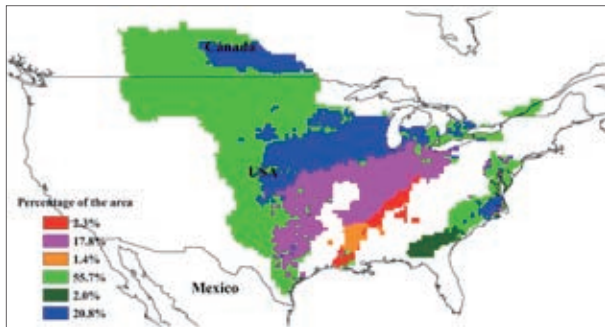 Canada
USA
Percentage of the area
2.3%
17.8%
1.4%
55.7%
2.0%
20.8%
Mexico